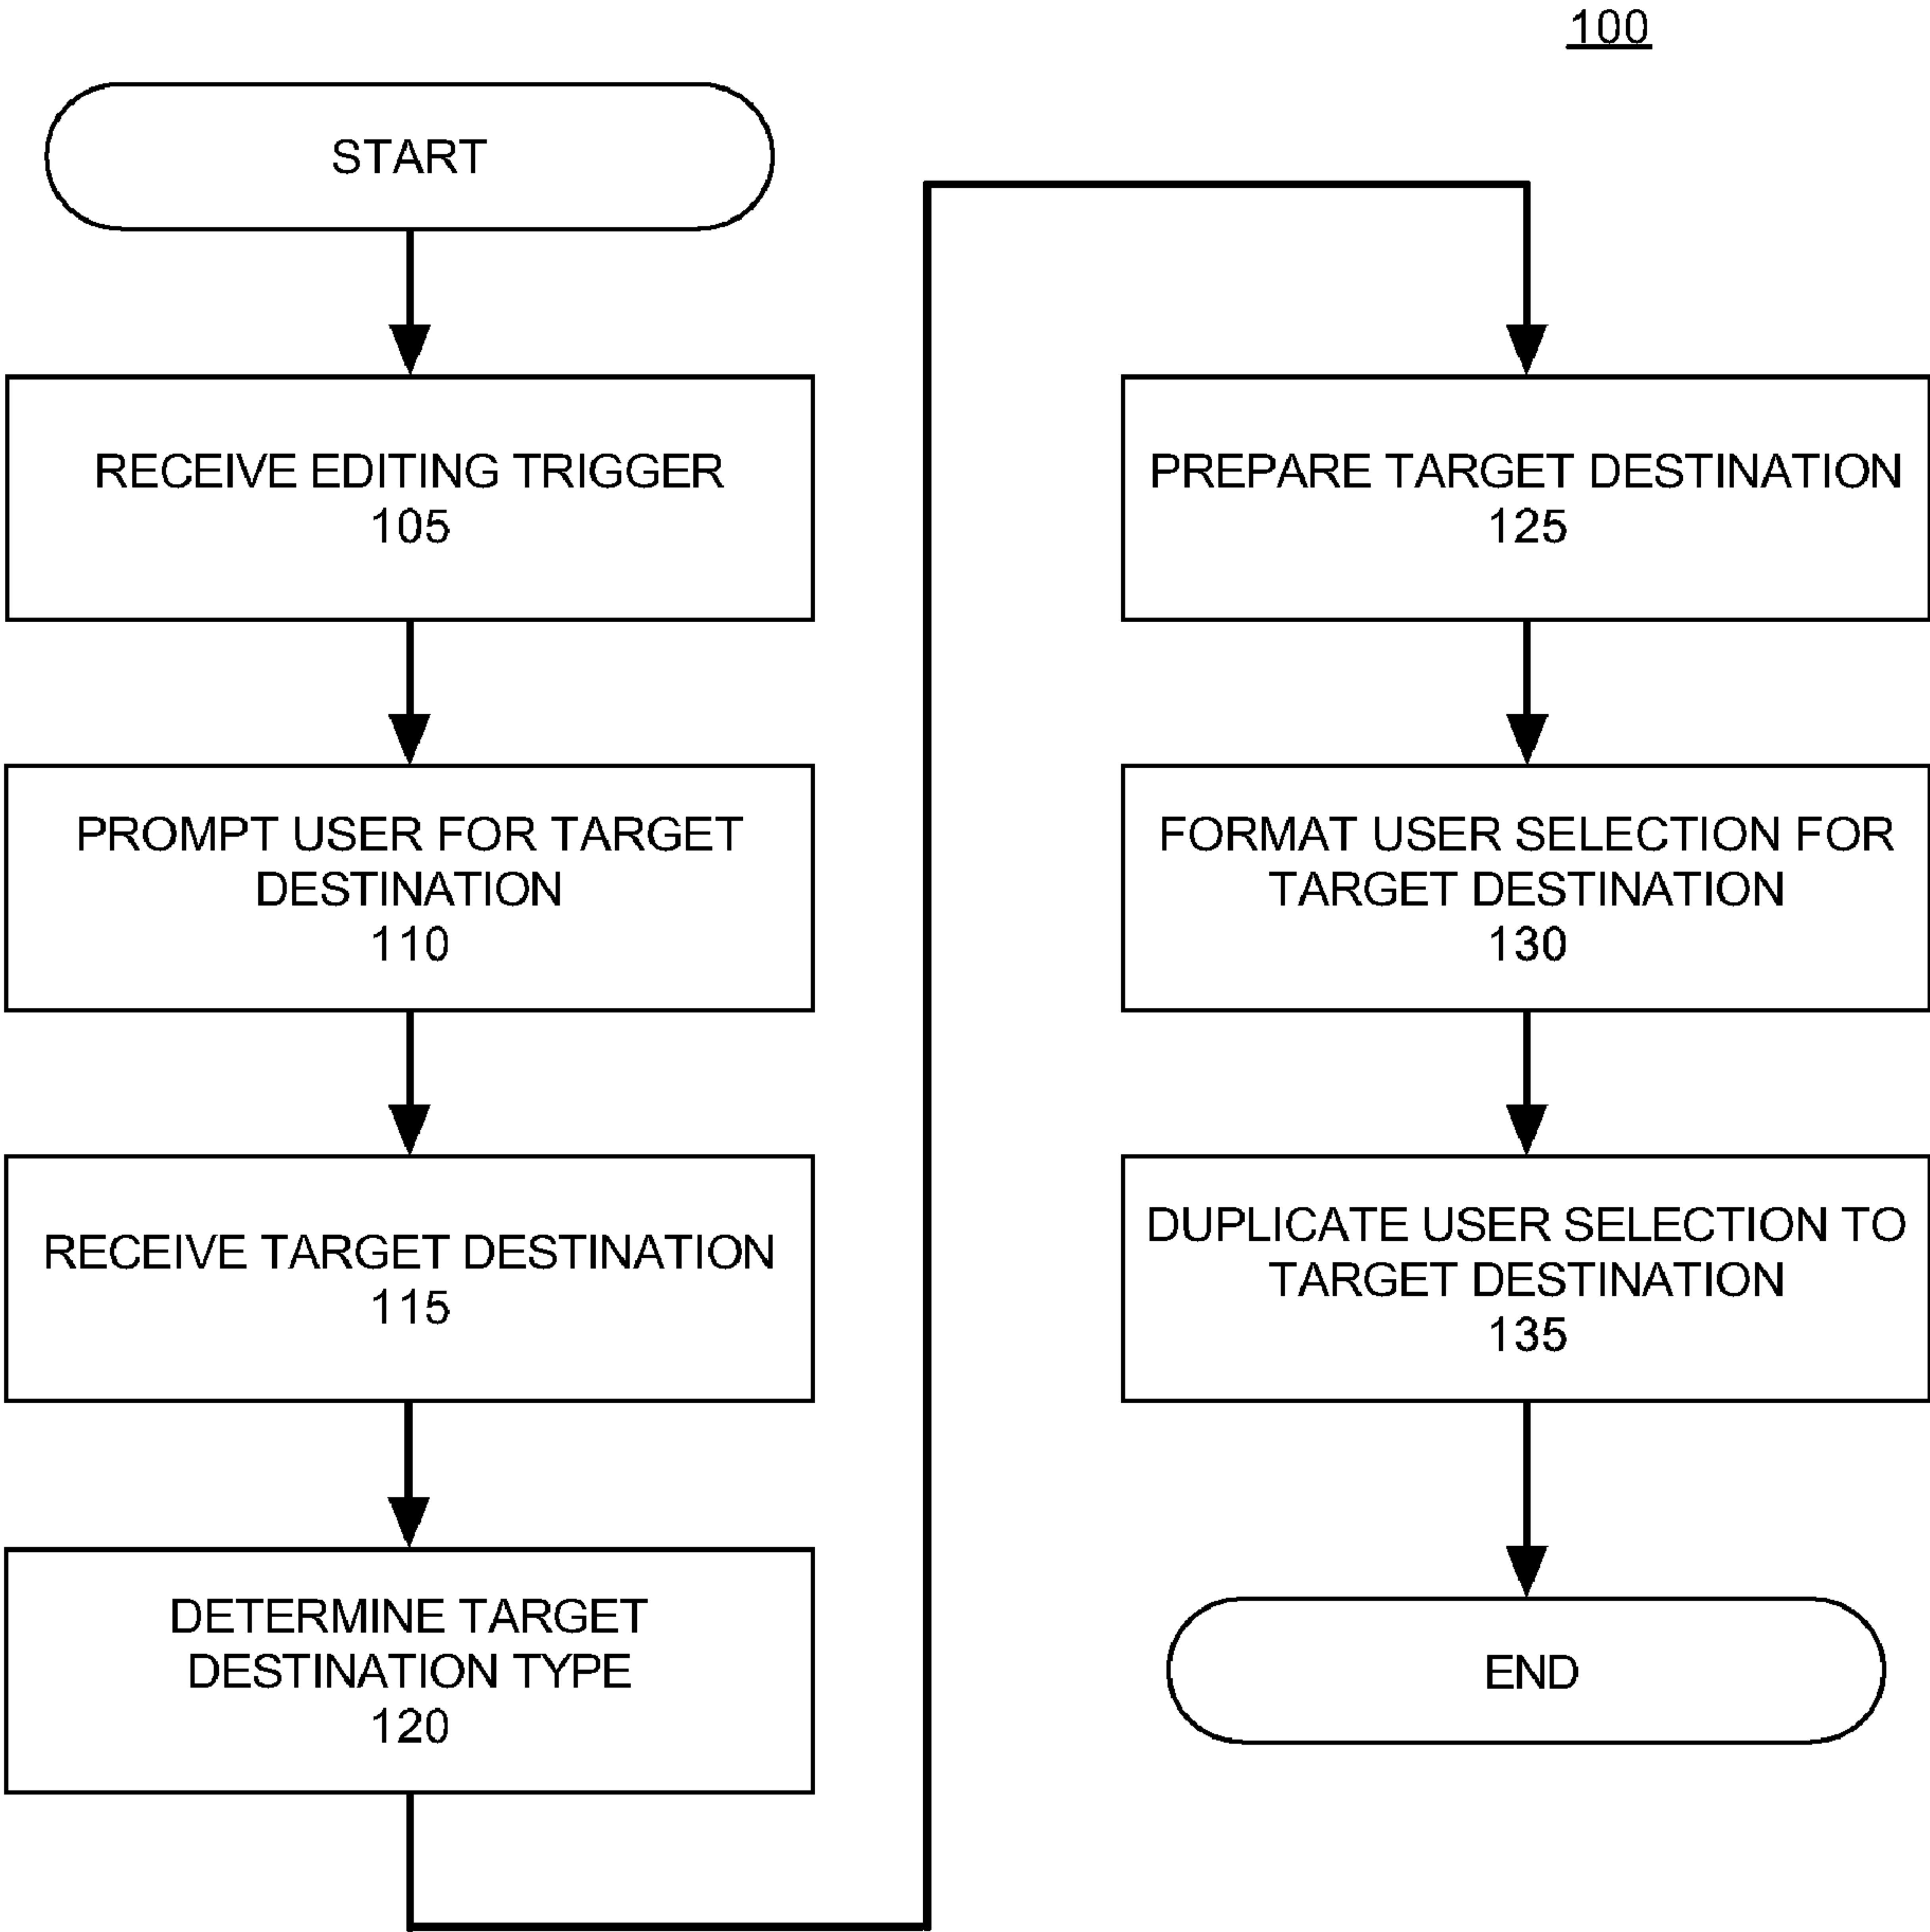 100
START
RECEIVE EDITING TRIGGER
105
PROMPT USER FOR TARGET
DESTINATION
110
RECEIVE TARGET DESTINATION
115
DETERMINE TARGET
DESTINATION TYPE
120
PREPARE TARGET DESTINATION
125
FORMAT USER SELECTION FOR
TARGET DESTINATION
130
DUPLICATE USER SELECTION TO
TARGET DESTINATION
135
END